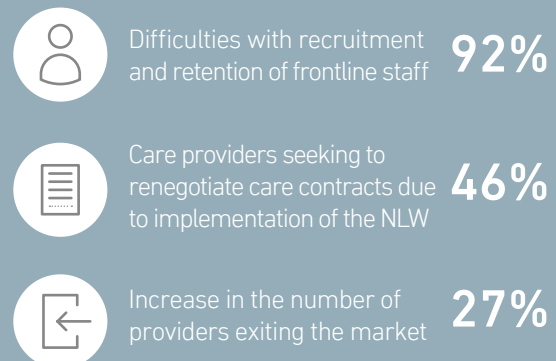 Difficulties with recruitment
and retention of frontline staff
92%
Care providers seeking to
renegotiate care contracts due
to implementation of the NLW
46%
Increase in the number of
providers exiting the market
27%